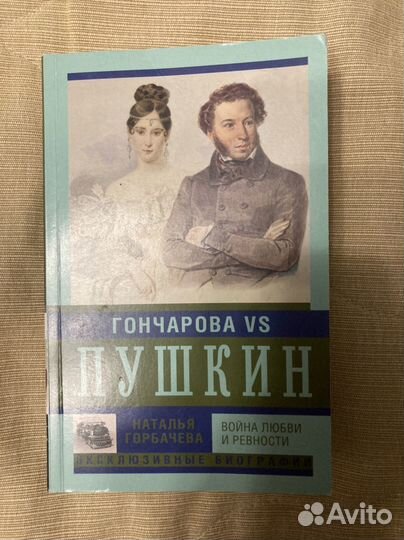 ГОНЧАРОВА VS
ПУШКИН
НАТАЛЬЯ
ГОРБАЧЕВА
ВОЙНА ЛЮБВИ
И РЕВНОСТИ
ЭКСКЛЮЗИВНЫЕ БИОГРАФИИ
Avito